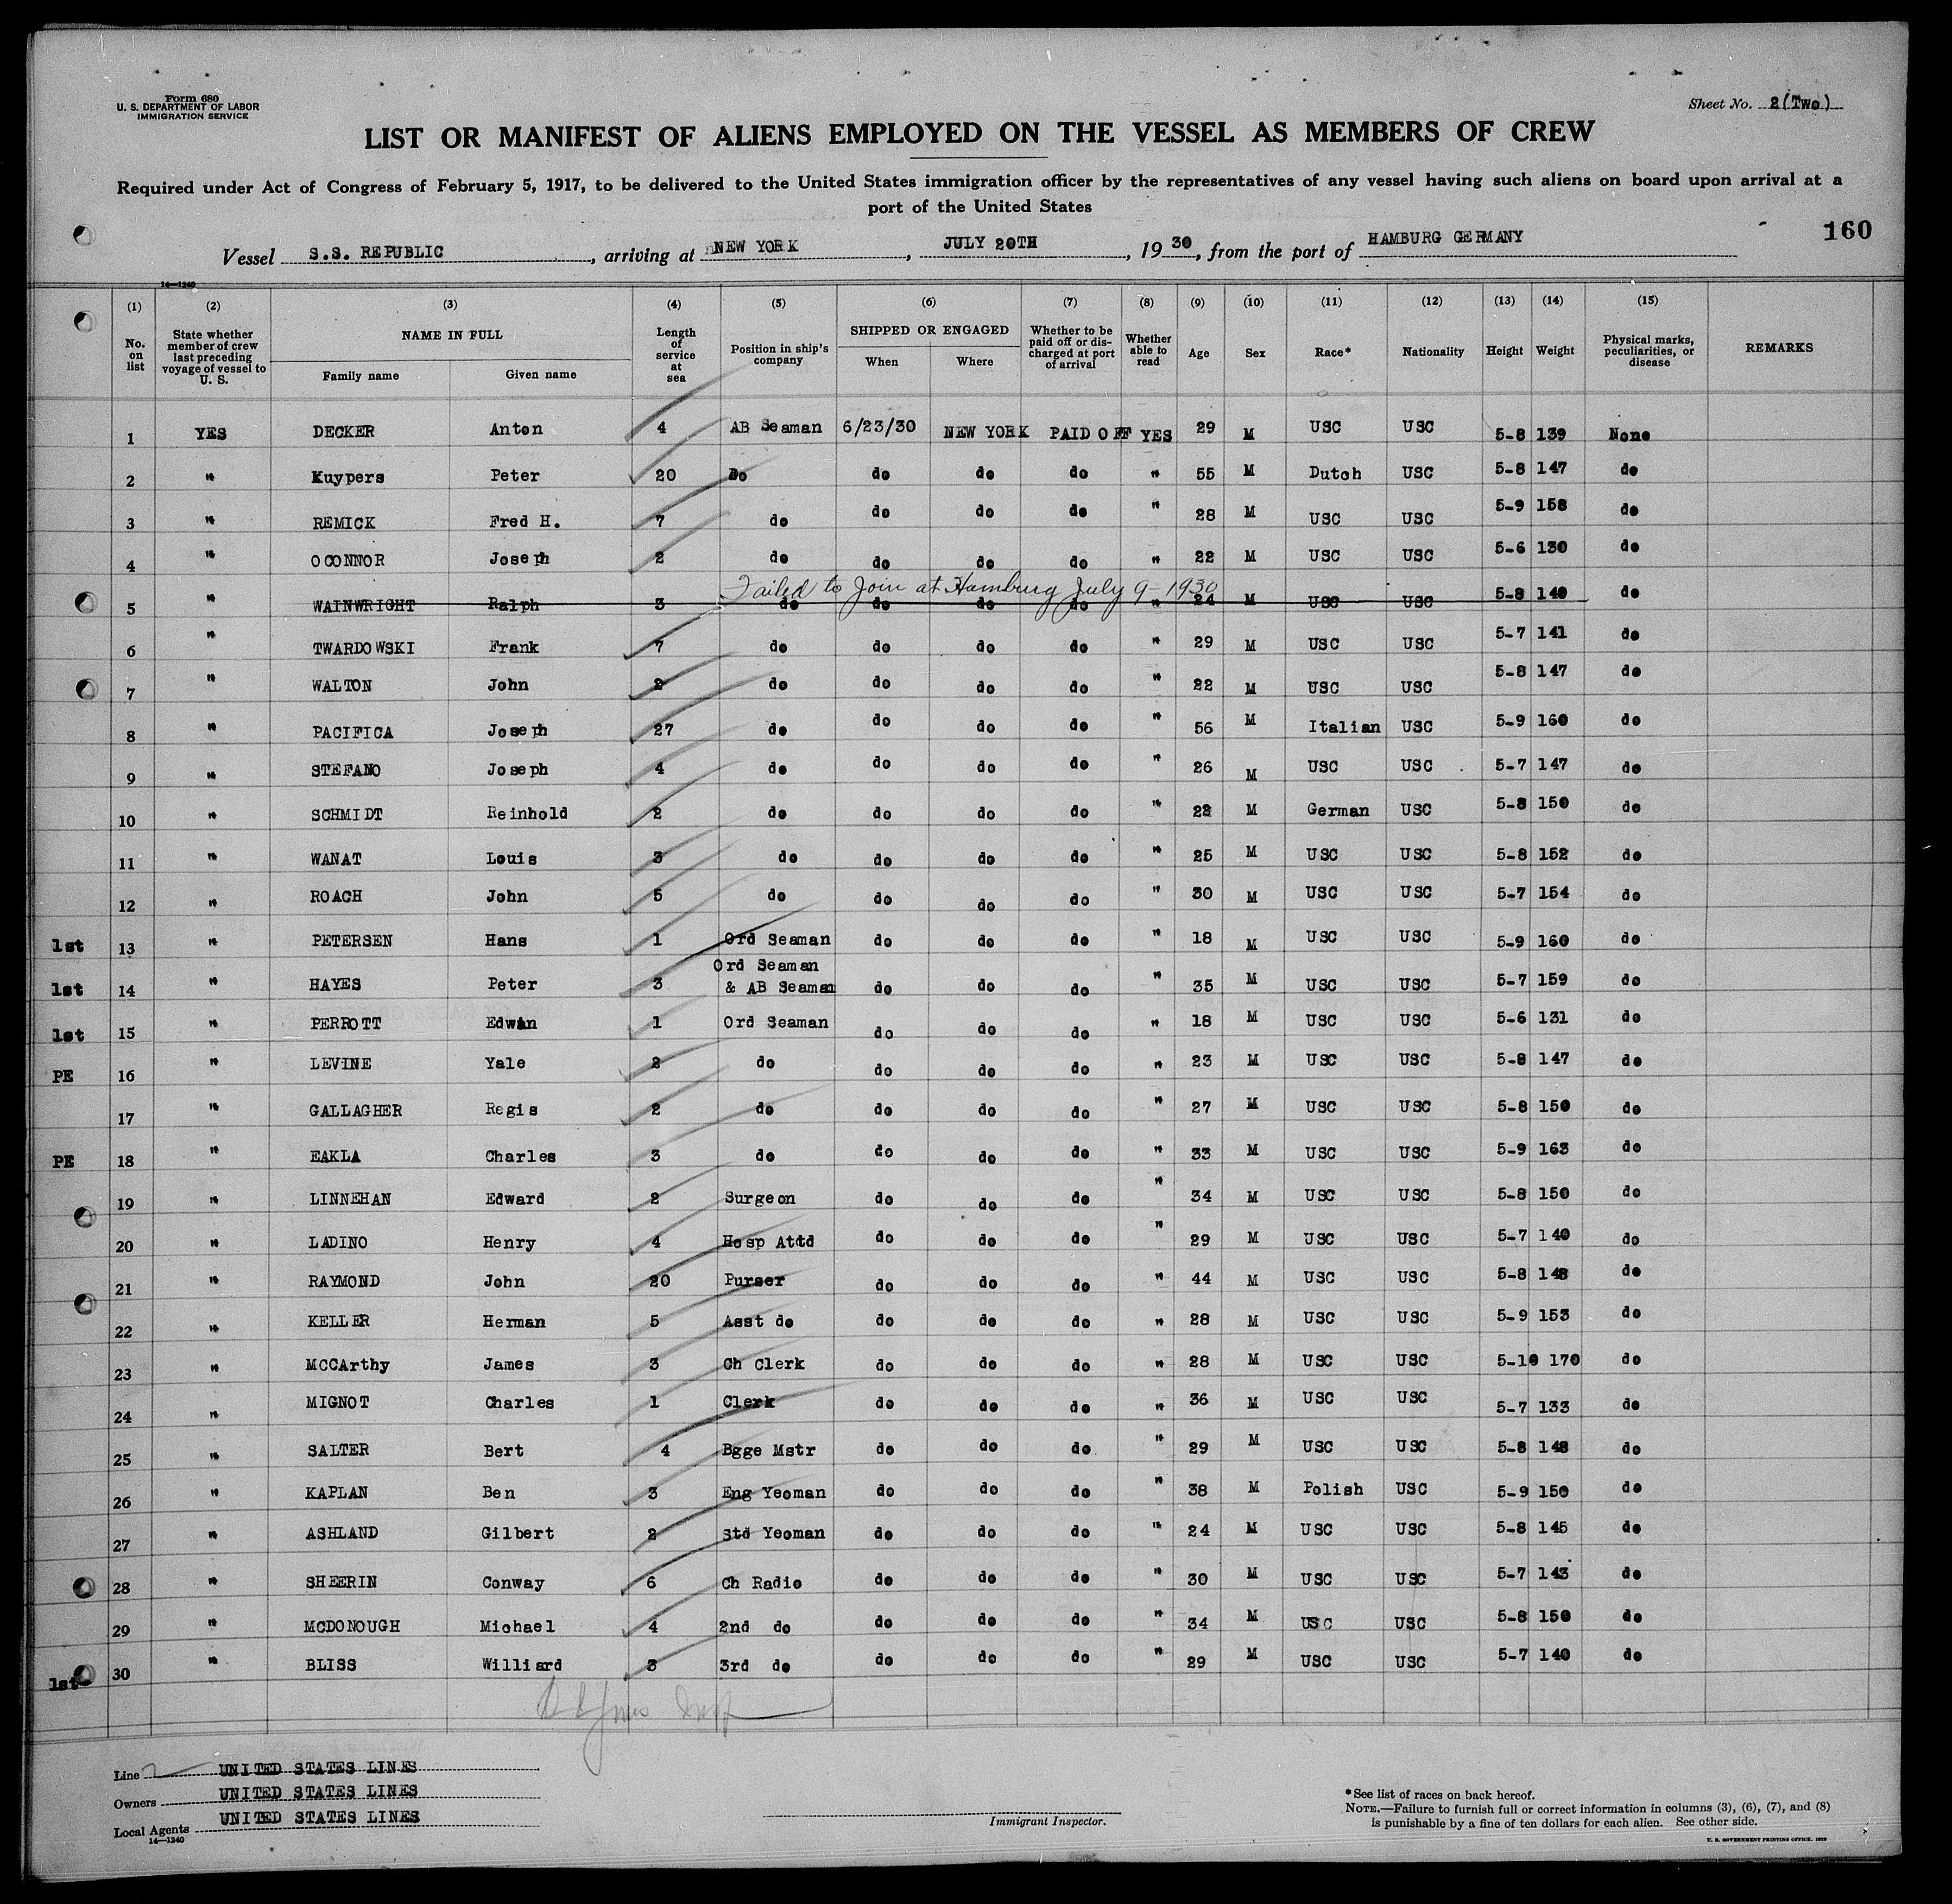 Form 680
U. S. DEPARTMENT OF LABOR
IMMIGRATION SERVICE
Sheet No. 2(Two)
LIST OR MANIFEST OF ALIENS EMPLOYED ON THE VESSEL AS MEMBERS OF CREW
Required under Act of Congress of February 5, 1917, to be delivered to the United States immigration officer by the representatives of any vessel having such aliens on board upon arrival at a
port of the United States
160
Vessel S.S. REPUBLIC, arriving at NEW YORK, JULY 20TH, 1930, from the port of HAMBURG GERMANY
14—1240
(1) (2) (3) (4) (5) (6) (7) (8) (9) (10) (11) (12) (13) (14) (15)
No. on list State whether member of crew last preceding voyage of vessel to U. S. NAME IN FULL Family name Given name Length of service at sea Position in ship's company SHIPPED OR ENGAGED When Where Whether to be paid off or discharged at port of arrival Whether able to read Age Sex Race* Nationality Height Weight Physical marks, peculiarities, or disease REMARKS
1 YES DECKER Anton 4 AB Seaman 6/23/30 NEW YORK PAID OFF YES 29 M USC USC 5-8 139 None
2 " Kuypers Peter 20 Do do do do " 55 M Dutch USC 5-8 147 do
3 " REMICK Fred H. 7 do do do do " 28 M USC USC 5-9 158 do
4 " OCONNOR Joseph 2 do do do do " 22 M USC USC 5-6 130 do
Failed to Join at Hamburg July 9-1930
5 " WAINWRIGHT Ralph 3 do do do do " 24 M USC USC 5-8 140 do
6 " TWARDOWSKI Frank 7 do do do do " 29 M USC USC 5-7 141 do
7 " WALTON John 2 do do do do " 22 M USC USC 5-8 147 do
8 " PACIFICA Joseph 27 do do do do " 56 M Italian USC 5-9 160 do
9 " STEFANO Joseph 4 do do do do " 26 M USC USC 5-7 147 do
10 " SCHMIDT Reinhold 2 do do do do " 28 M German USC 5-8 150 do
11 " WANAT Louis 3 do do do do " 25 M USC USC 5-8 152 do
12 " ROACH John 5 do do do do " 30 M USC USC 5-7 154 do
1st 13 " PETERSEN Hans 1 Ord Seaman do do do " 18 M USC USC 5-9 160 do
1st 14 " HAYES Peter 3 Ord Seaman & AB Seaman do do do " 35 M USC USC 5-7 159 do
1st 15 " PERROTT Edwin 1 Ord Seaman do do do " 18 M USC USC 5-6 131 do
PE 16 " LEVINE Yale 2 do do do do " 23 M USC USC 5-8 147 do
17 " GALLAGHER Regis 2 do do do do " 27 M USC USC 5-8 150 do
PE 18 " EAKLA Charles 3 do do do do " 33 M USC USC 5-9 163 do
19 " LINNEHAN Edward 2 Surgeon do do do " 34 M USC USC 5-8 150 do
20 " LADINO Henry 4 Hosp Attd do do do " 29 M USC USC 5-7 140 do
21 " RAYMOND John 20 Purser do do do " 44 M USC USC 5-8 148 do
22 " KELLER Herman 5 Asst do do do do " 28 M USC USC 5-9 153 do
23 " MCCArthy James 3 Ch Clerk do do do " 28 M USC USC 5-10 170 do
24 " MIGNOT Charles 1 Clerk do do do " 36 M USC USC 5-7 133 do
25 " SALTER Bert 4 Bgge Mstr do do do " 29 M USC USC 5-8 148 do
26 " KAPLAN Ben 3 Eng Yeoman do do do " 38 M Polish USC 5-9 150 do
27 " ASHLAND Gilbert 2 Std Yeoman do do do " 24 M USC USC 5-8 145 do
28 " SHEERIN Conway 6 Ch Radio do do do " 30 M USC USC 5-7 143 do
29 " MCDONOUGH Michael 4 2nd do do do do " 34 M USC USC 5-8 150 do
1st 30 " BLISS Williard 3 3rd do do do do " 29 M USC USC 5-7 140 do
Line UNITED STATES LINES
Owners UNITED STATES LINES
Local Agents UNITED STATES LINES
14—1240
Immigrant Inspector.
*See list of races on back hereof.
NOTE.—Failure to furnish full or correct information in columns (3), (6), (7), and (8)
is punishable by a fine of ten dollars for each alien. See other side.
U. S. GOVERNMENT PRINTING OFFICE. 1929